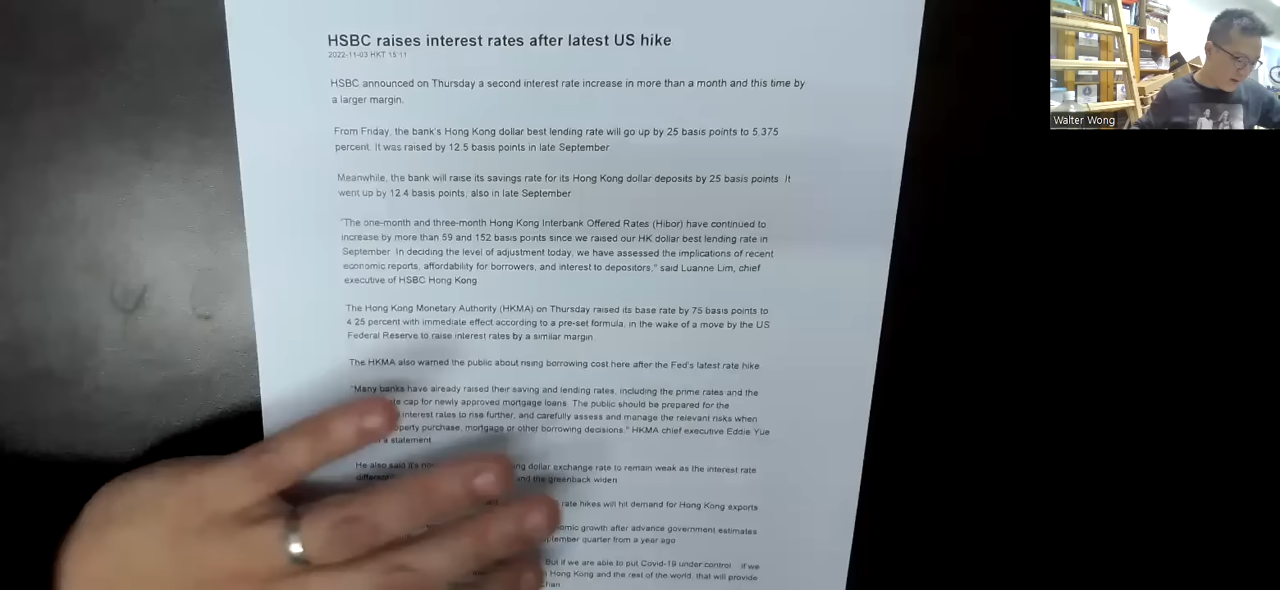 HSBC raises interest rates after latest US hike
2022-11-03 HKT 15:11
HSBC announced on Thursday a second interest rate increase in more than a month and this time by
a larger margin.
From Friday, the bank's Hong Kong dollar best lending rate will go up by 25 basis points to 5.375
percent. It was raised by 12.5 basis points in late September.
Meanwhile, the bank will raise its savings rate for its Hong Kong dollar deposits by 25 basis points. It
went up by 12.4 basis points, also in late September.
"The one-month and three-month Hong Kong Interbank Offered Rates (Hibor) have continued to
increase by more than 59 and 152 basis points since we raised our HK dollar best lending rate in
September. In deciding the level of adjustment today, we have assessed the implications of recent
economic reports, affordability for borrowers, and interest to depositors," said Luanne Lim, chief
executive of HSBC Hong Kong.
The Hong Kong Monetary Authority (HKMA) on Thursday raised its base rate by 75 basis points to
4.25 percent with immediate effect according to a pre-set formula, in the wake of a move by the US
Federal Reserve to raise interest rates by a similar margin.
The HKMA also warned the public about rising borrowing cost here after the Fed's latest rate hike.
"Many banks have already raised their saving and lending rates, including the prime rates and the
cap for newly approved mortgage loans. The public should be prepared for the
interest rates to rise further, and carefully assess and manage the relevant risks when
purchase, mortgage or other borrowing decisions," HKMA chief executive Eddie Yue
a statement.
He also said it's dollar exchange rate to remain weak as the interest rate
and the greenback widen.
rate hikes will hit demand for Hong Kong exports
growth after advance government estimates
quarter from a year ago.
But if we are able to put Covid-19 under control if we
Hong Kong and the rest of the world, that will provide
Walter Wong